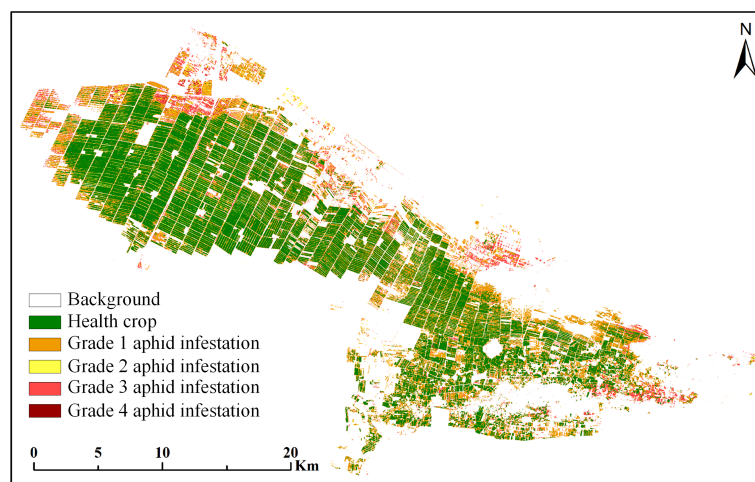 N
Background
Health crop
Grade 1 aphid infestation
Grade 2 aphid infestation
Grade 3 aphid infestation
Grade 4 aphid infestation
0 5 10 20
Km